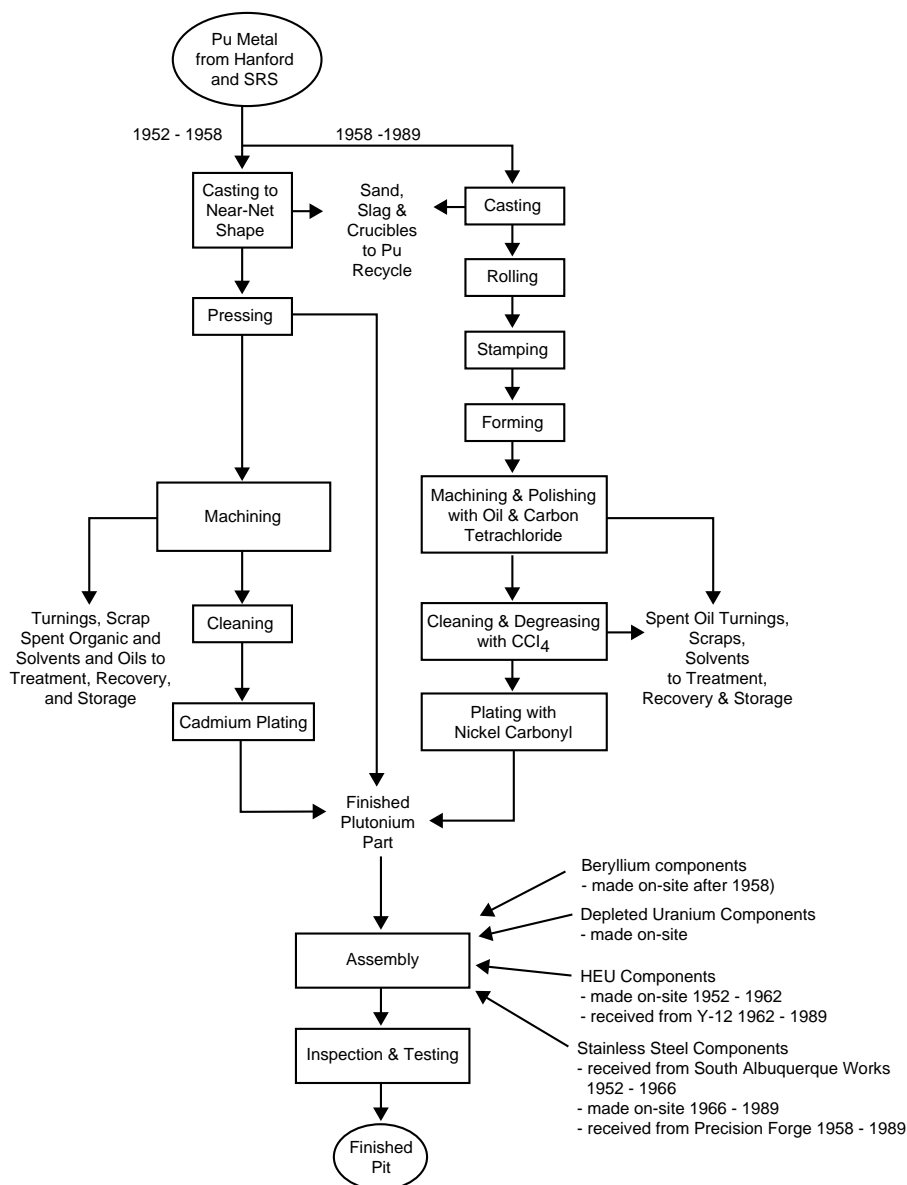 Pu Metal
from Hanford
and SRS
1952 - 1958
1958 -1989
Casting to
Near-Net
Shape
Sand,
Slag &
Crucibles
to Pu
Recycle
Casting
Rolling
Pressing
Stamping
Forming
Machining
Machining & Polishing
with Oil & Carbon
Tetrachloride
Turnings, Scrap
Spent Organic and
Solvents and Oils to
Treatment, Recovery,
and Storage
Cleaning
Cleaning & Degreasing
with CCl4
Spent Oil Turnings,
Scraps,
Solvents
to Treatment,
Recovery & Storage
Cadmium Plating
Plating with
Nickel Carbonyl
Finished
Plutonium
Part
Beryllium components
- made on-site after 1958)
Depleted Uranium Components
- made on-site
Assembly
HEU Components
- made on-site 1952 - 1962
- received from Y-12 1962 - 1989
Inspection & Testing
Stainless Steel Components
- received from South Albuquerque Works
1952 - 1966
- made on-site 1966 - 1989
- received from Precision Forge 1958 - 1989
Finished
Pit